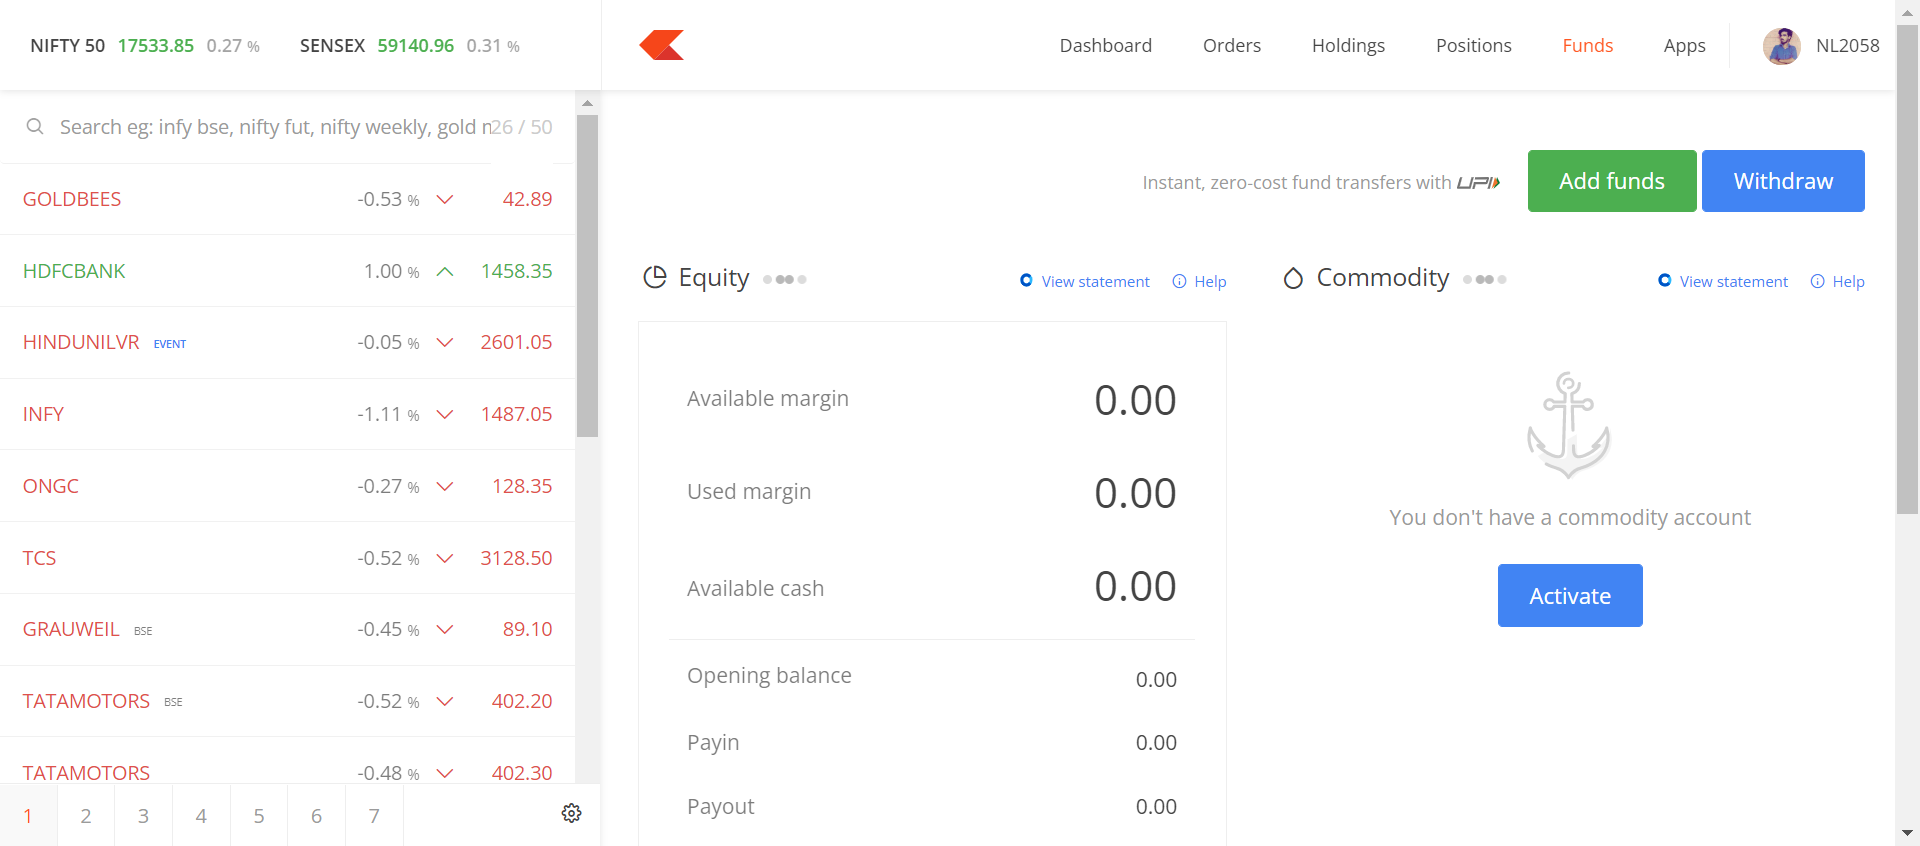 NIFTY 50 17533.85 0.27 % SENSEX 59140.96 0.31 %
Dashboard Orders Holdings Positions Funds Apps NL2058
Search eg: infy bse, nifty fut, nifty weekly, gold 26 / 50
GOLDBEES -0.53 % 42.89
HDFCBANK 1.00 % 1458.35
HINDUNILVR EVENT -0.05 % 2601.05
INFY -1.11 % 1487.05
ONGC -0.27 % 128.35
TCS -0.52 % 3128.50
GRAUWEIL BSE -0.45 % 89.10
TATAMOTORS BSE -0.52 % 402.20
TATAMOTORS -0.48 % 402.30
1 2 3 4 5 6 7
Instant, zero-cost fund transfers with UPI Add funds Withdraw
Equity View statement Help
Available margin 0.00
Used margin 0.00
Available cash 0.00
Opening balance 0.00
Payin 0.00
Payout 0.00
Commodity View statement Help
You don't have a commodity account
Activate